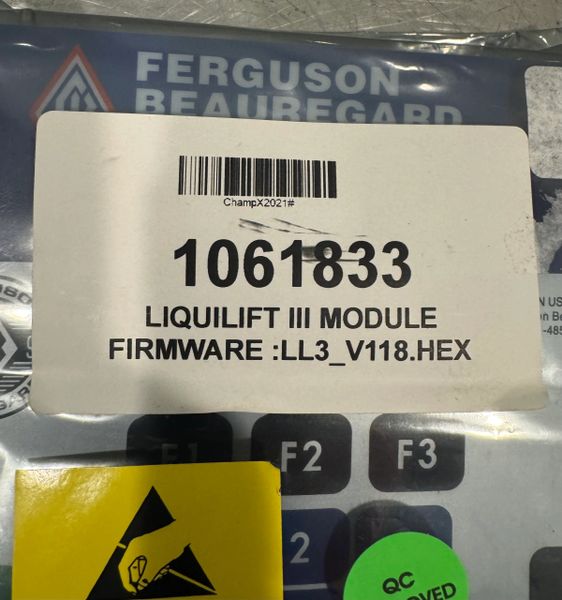 FERGUSON
BEAUREGARD
ChampX2021#
1061833
LIQUILIFT III MODULE
FIRMWARE :LL3_V118.HEX
F1
F2
F3
2
QC